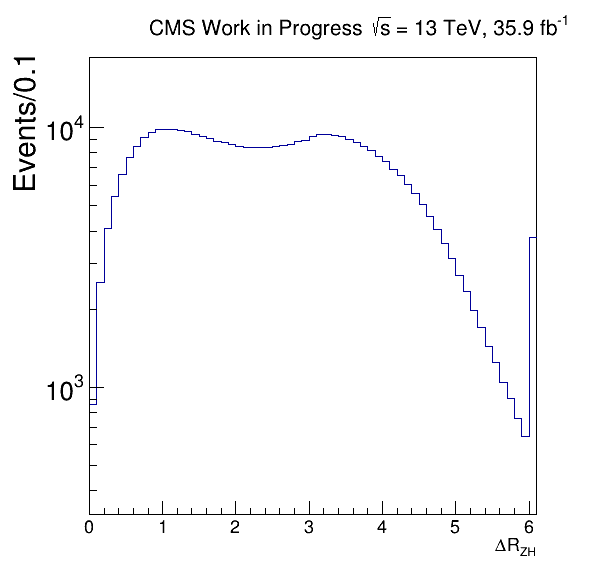 CMS Work in Progress √s = 13 TeV, 35.9 fb⁻¹
Events/0.1
10⁴
10³
0 1 2 3 4 5 6
ΔR_ZH